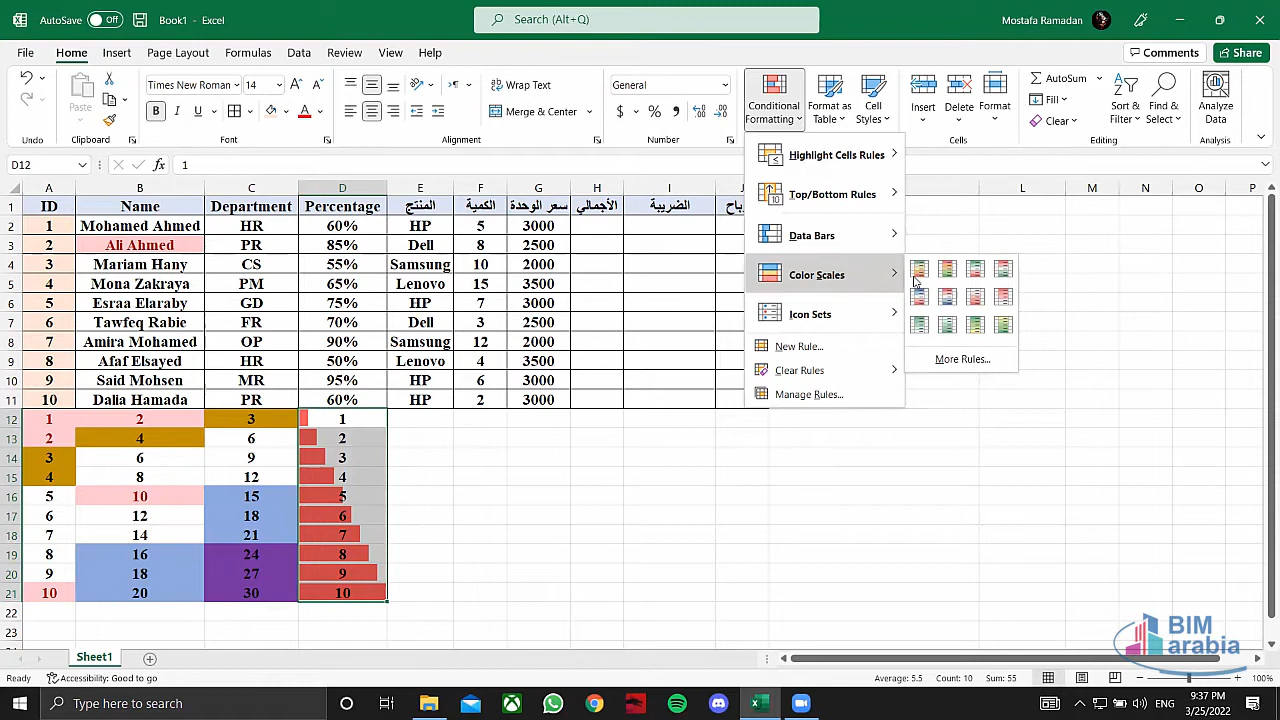 AutoSave Off Book1 - Excel Search (Alt+Q) Mostafa Ramadan
File Home Insert Page Layout Formulas Data Review View Help Comments Share
Times New Roman 14 Wrap Text General AutoSum
Paste Conditional Formatting Format as Table Cell Styles Insert Delete Format Fill Sort & Filter Find & Select Analyze Data
B I U A Merge & Center $ % Clear
Undo Clipboard Font Alignment Number Cells Editing Analysis
D12 fx 1
Highlight Cells Rules
Top/Bottom Rules
Data Bars
Color Scales
Icon Sets
New Rule...
Clear Rules
Manage Rules...
More Rules...
A B C D E F G H I J L M N O P
1 ID Name Department Percentage المنتج الكمية سعر الوحدة الأجمالي الضريبة
2 1 Mohamed Ahmed HR 60% HP 5 3000
3 2 Ali Ahmed PR 85% Dell 8 2500
4 3 Mariam Hany CS 55% Samsung 10 2000
5 4 Mona Zakraya PM 65% Lenovo 15 3500
6 5 Esraa Elaraby GD 75% HP 7 3000
7 6 Tawfeq Rabie FR 70% Dell 3 2500
8 7 Amira Mohamed OP 90% Samsung 12 2000
9 8 Afaf Elsayed HR 50% Lenovo 4 3500
10 9 Said Mohsen MR 95% HP 6 3000
11 10 Dalia Hamada PR 60% HP 2 3000
12 1 2 3 1
13 2 4 6 2
14 3 6 9 3
15 4 8 12 4
16 5 10 15 5
17 6 12 18 6
18 7 14 21 7
19 8 16 24 8
20 9 18 27 9
21 10 20 30 10
22
23
BIM
arabia
Sheet1
Ready Accessibility: Good to go Average: 5.5 Count: 10 Sum: 55 100%
Type here to search ENG 9:37 PM
3/25/2022